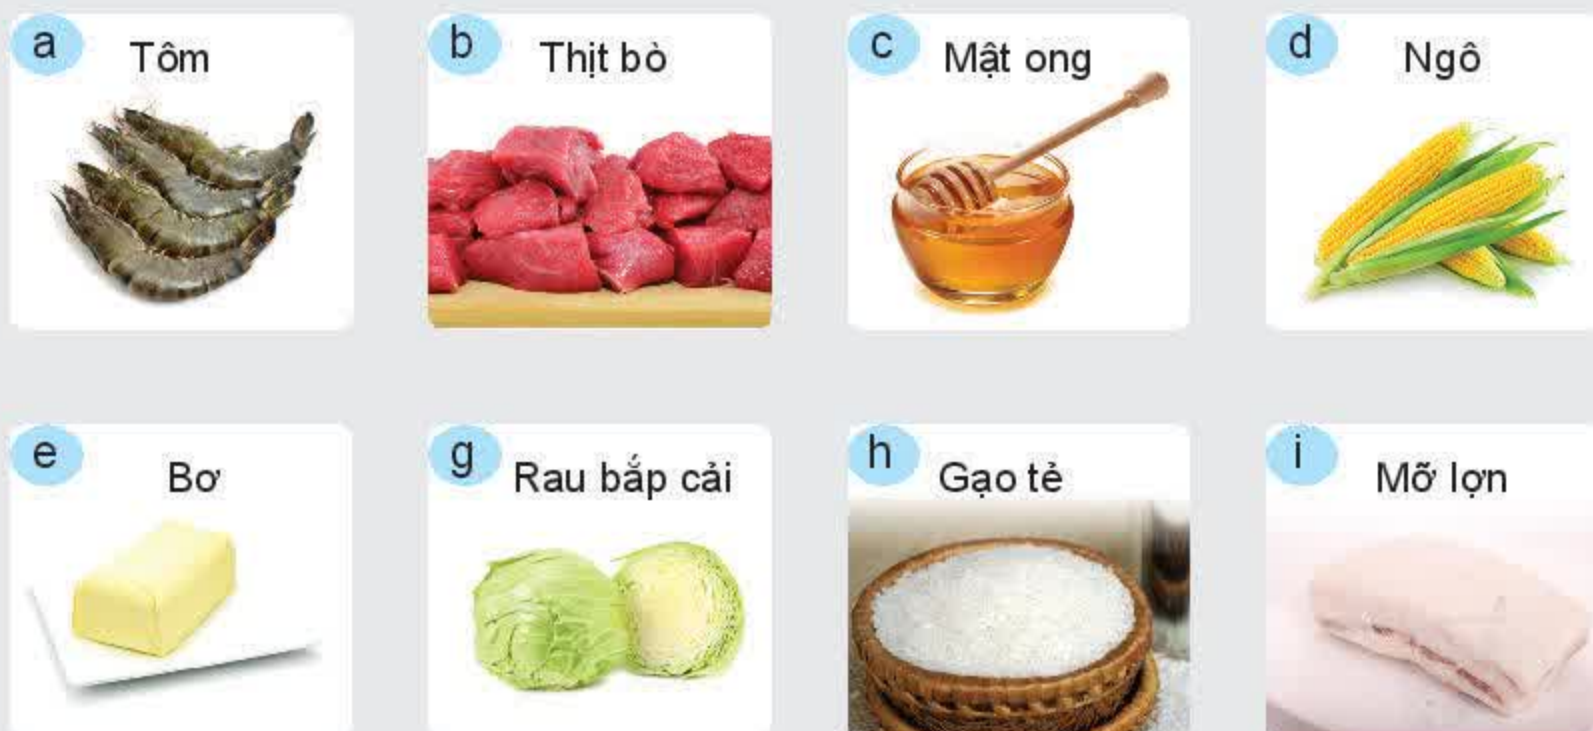 a
Tôm
b
Thịt bò
c
Mật ong
d
Ngô
e
Bơ
g
Rau bắp cải
h
Gạo tẻ
i
Mỡ lợn